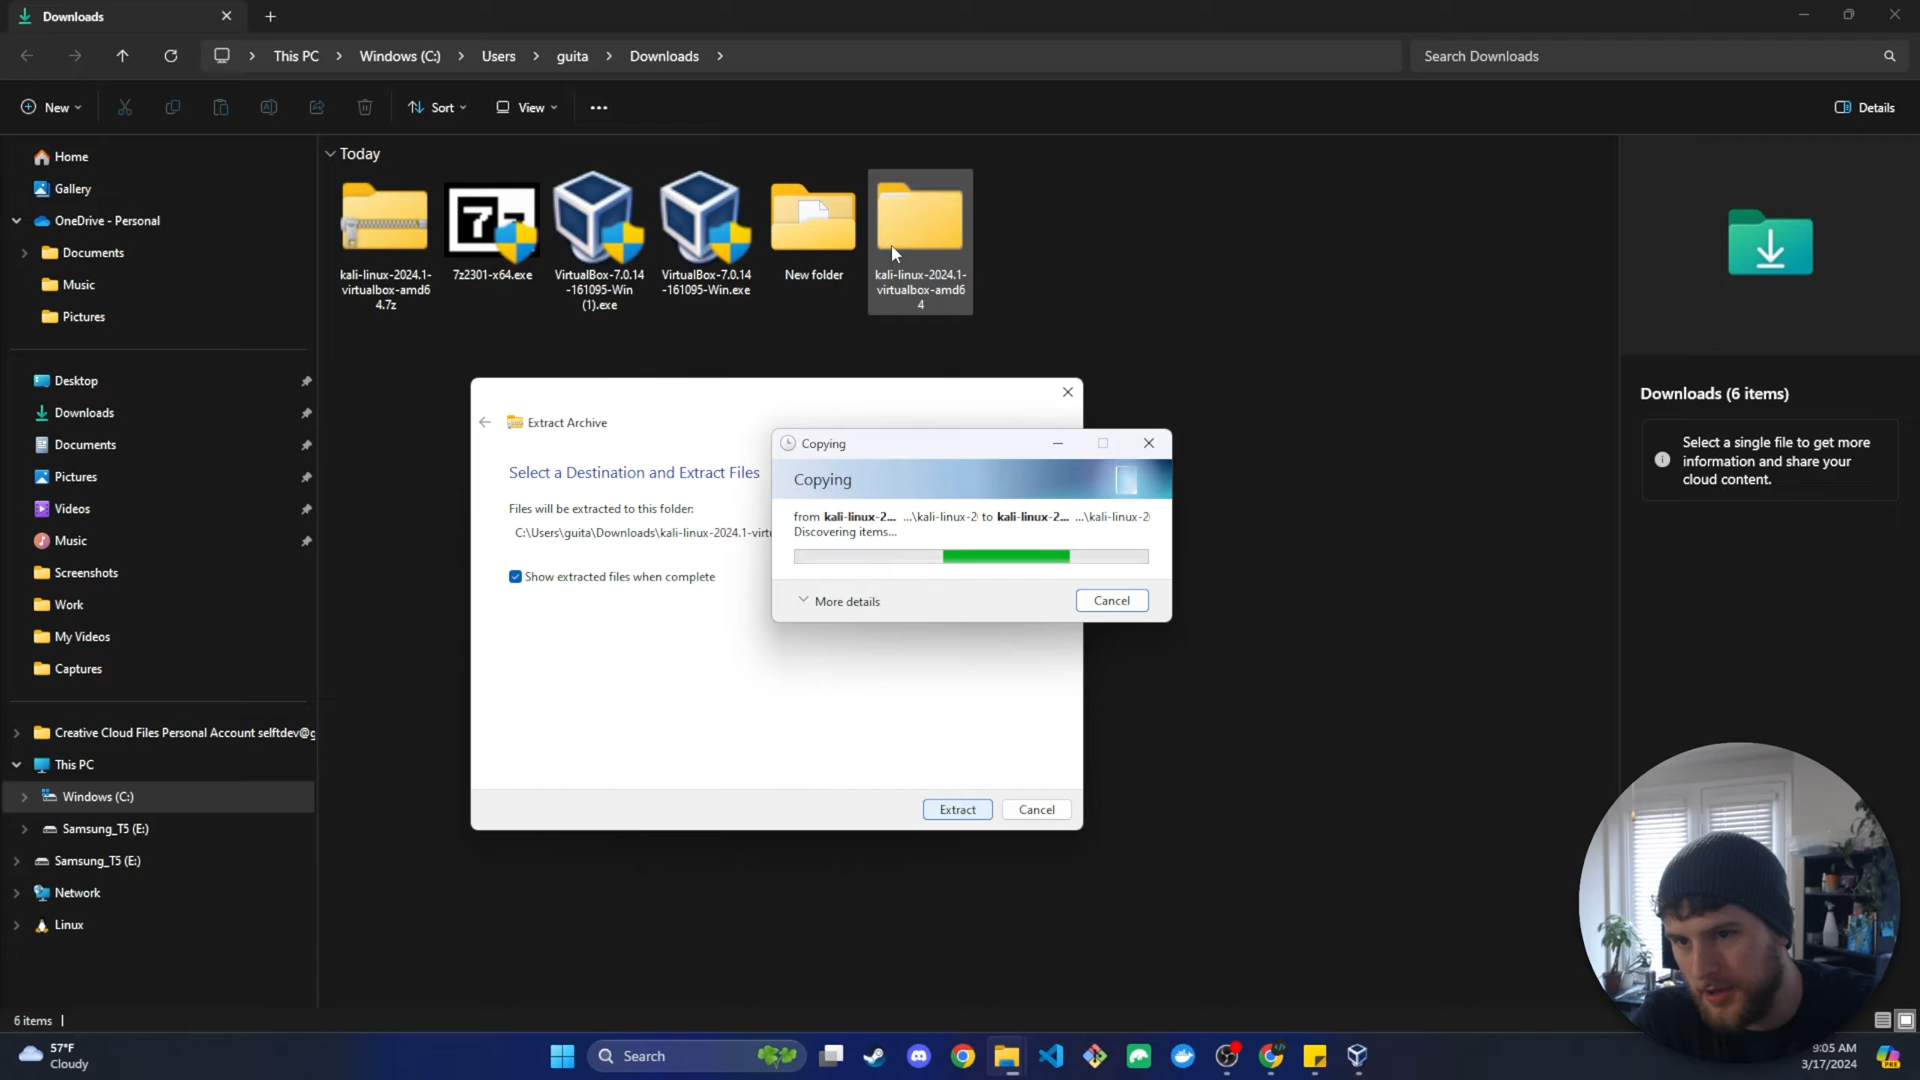 Downloads
This PC
Windows (C:)
Users
guita
Downloads
Search Downloads
New
Sort
View
Details
Home
Gallery
OneDrive - Personal
Documents
Music
Pictures
Desktop
Downloads
Documents
Pictures
Videos
Music
Screenshots
Work
My Videos
Captures
Creative Cloud Files Personal Account selftdev@g
This PC
Windows (C:)
Samsung_T5 (E:)
Samsung_T5 (E:)
Network
Linux
Today
kali-linux-2024.1-
virtualbox-amd6
4.7z
7z2301-x64.exe
VirtualBox-7.0.14
-161095-Win
(1).exe
VirtualBox-7.0.14
-161095-Win.exe
New folder
kali-linux-2024.1-
virtualbox-amd6
4
Extract Archive
Select a Destination and Extract Files
Files will be extracted to this folder:
C:\Users\guita\Downloads\kali-linux-2024.1-virtu
Show extracted files when complete
Extract
Cancel
Copying
Copying
from kali-linux-2... ...\kali-linux-2 to kali-linux-2... ...\kali-linux-2
Discovering items...
More details
Cancel
Downloads (6 items)
Select a single file to get more
information and share your
cloud content.
6 items
57°F
Cloudy
Search
9:05 AM
3/17/2024
PRE